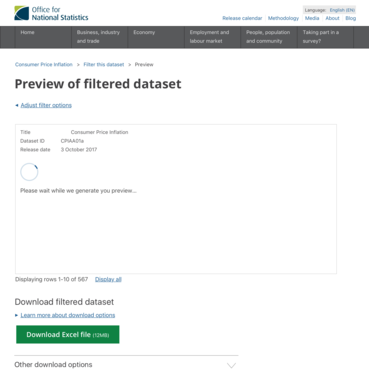 Office for
National Statistics
Language: English (EN)
Release calendar Methodology Media About Blog
Home
Business, industry
and trade
Economy
Employment and
labour market
People, population
and community
Taking part in a
survey?
Consumer Price Inflation > Filter this dataset > Preview
Preview of filtered dataset
Adjust filter options
Title Consumer Price Inflation
Dataset ID CPIAA01e
Release date 3 October 2017
Please wait while we generate you preview...
Displaying rows 1-10 of 567 Display all
Download filtered dataset
Learn more about download options
Download Excel file (12MB)
Other download options